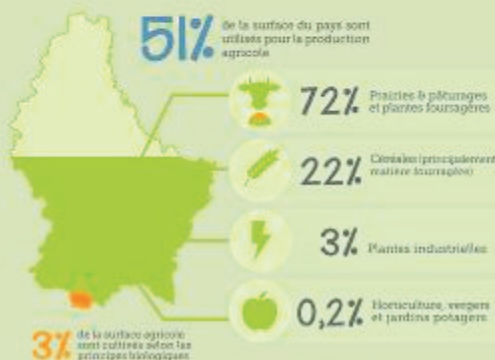 51%
de la surface du pays sont
utilisés pour la production
agricole
72%
Prairies & pâturages
et plantes fourragères
22%
Céréales (principalement
matière fourragère)
3%
Plantes industrielles
0,2%
Horticulture, vergers
et jardins potagers
3%
de la surface agricole
sont cultivés selon les
principes biologiques